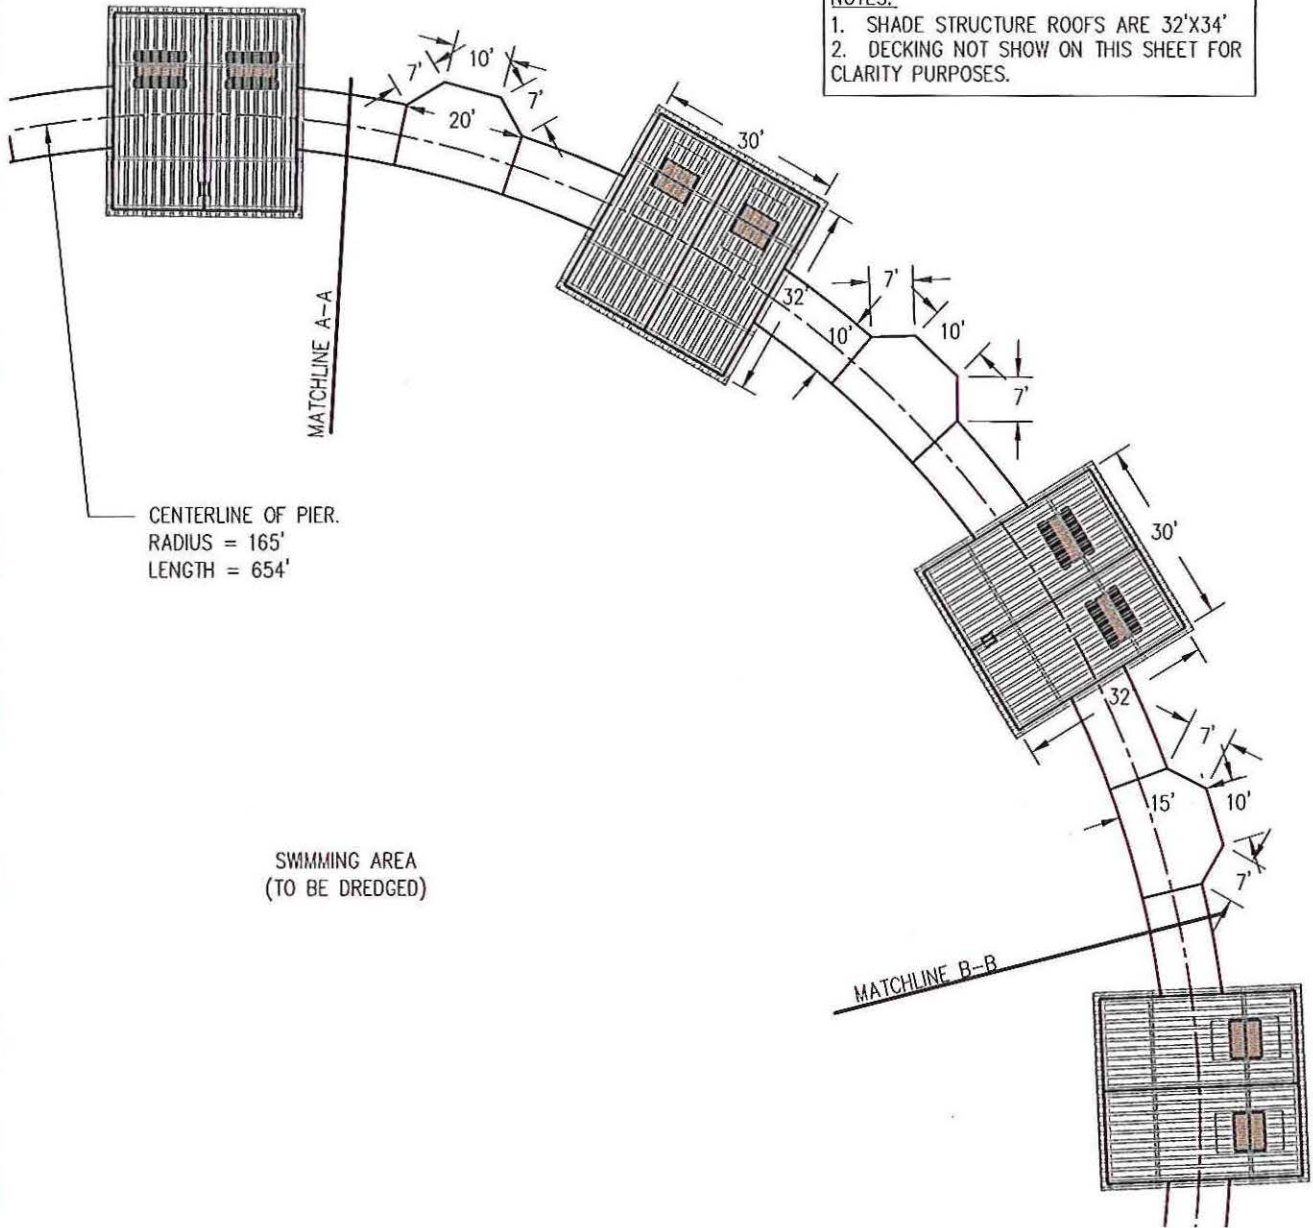 NOTES:
1. SHADE STRUCTURE ROOFS ARE 32'X34'
2. DECKING NOT SHOW ON THIS SHEET FOR
CLARITY PURPOSES.
7'
10'
7'
20'
30'
32'
7'
10'
10'
7'
MATCHLINE A-A
CENTERLINE OF PIER.
RADIUS = 165'
LENGTH = 654'
30'
32
7'
15'
10'
7'
SWIMMING AREA
(TO BE DREDGED)
MATCHLINE B-B